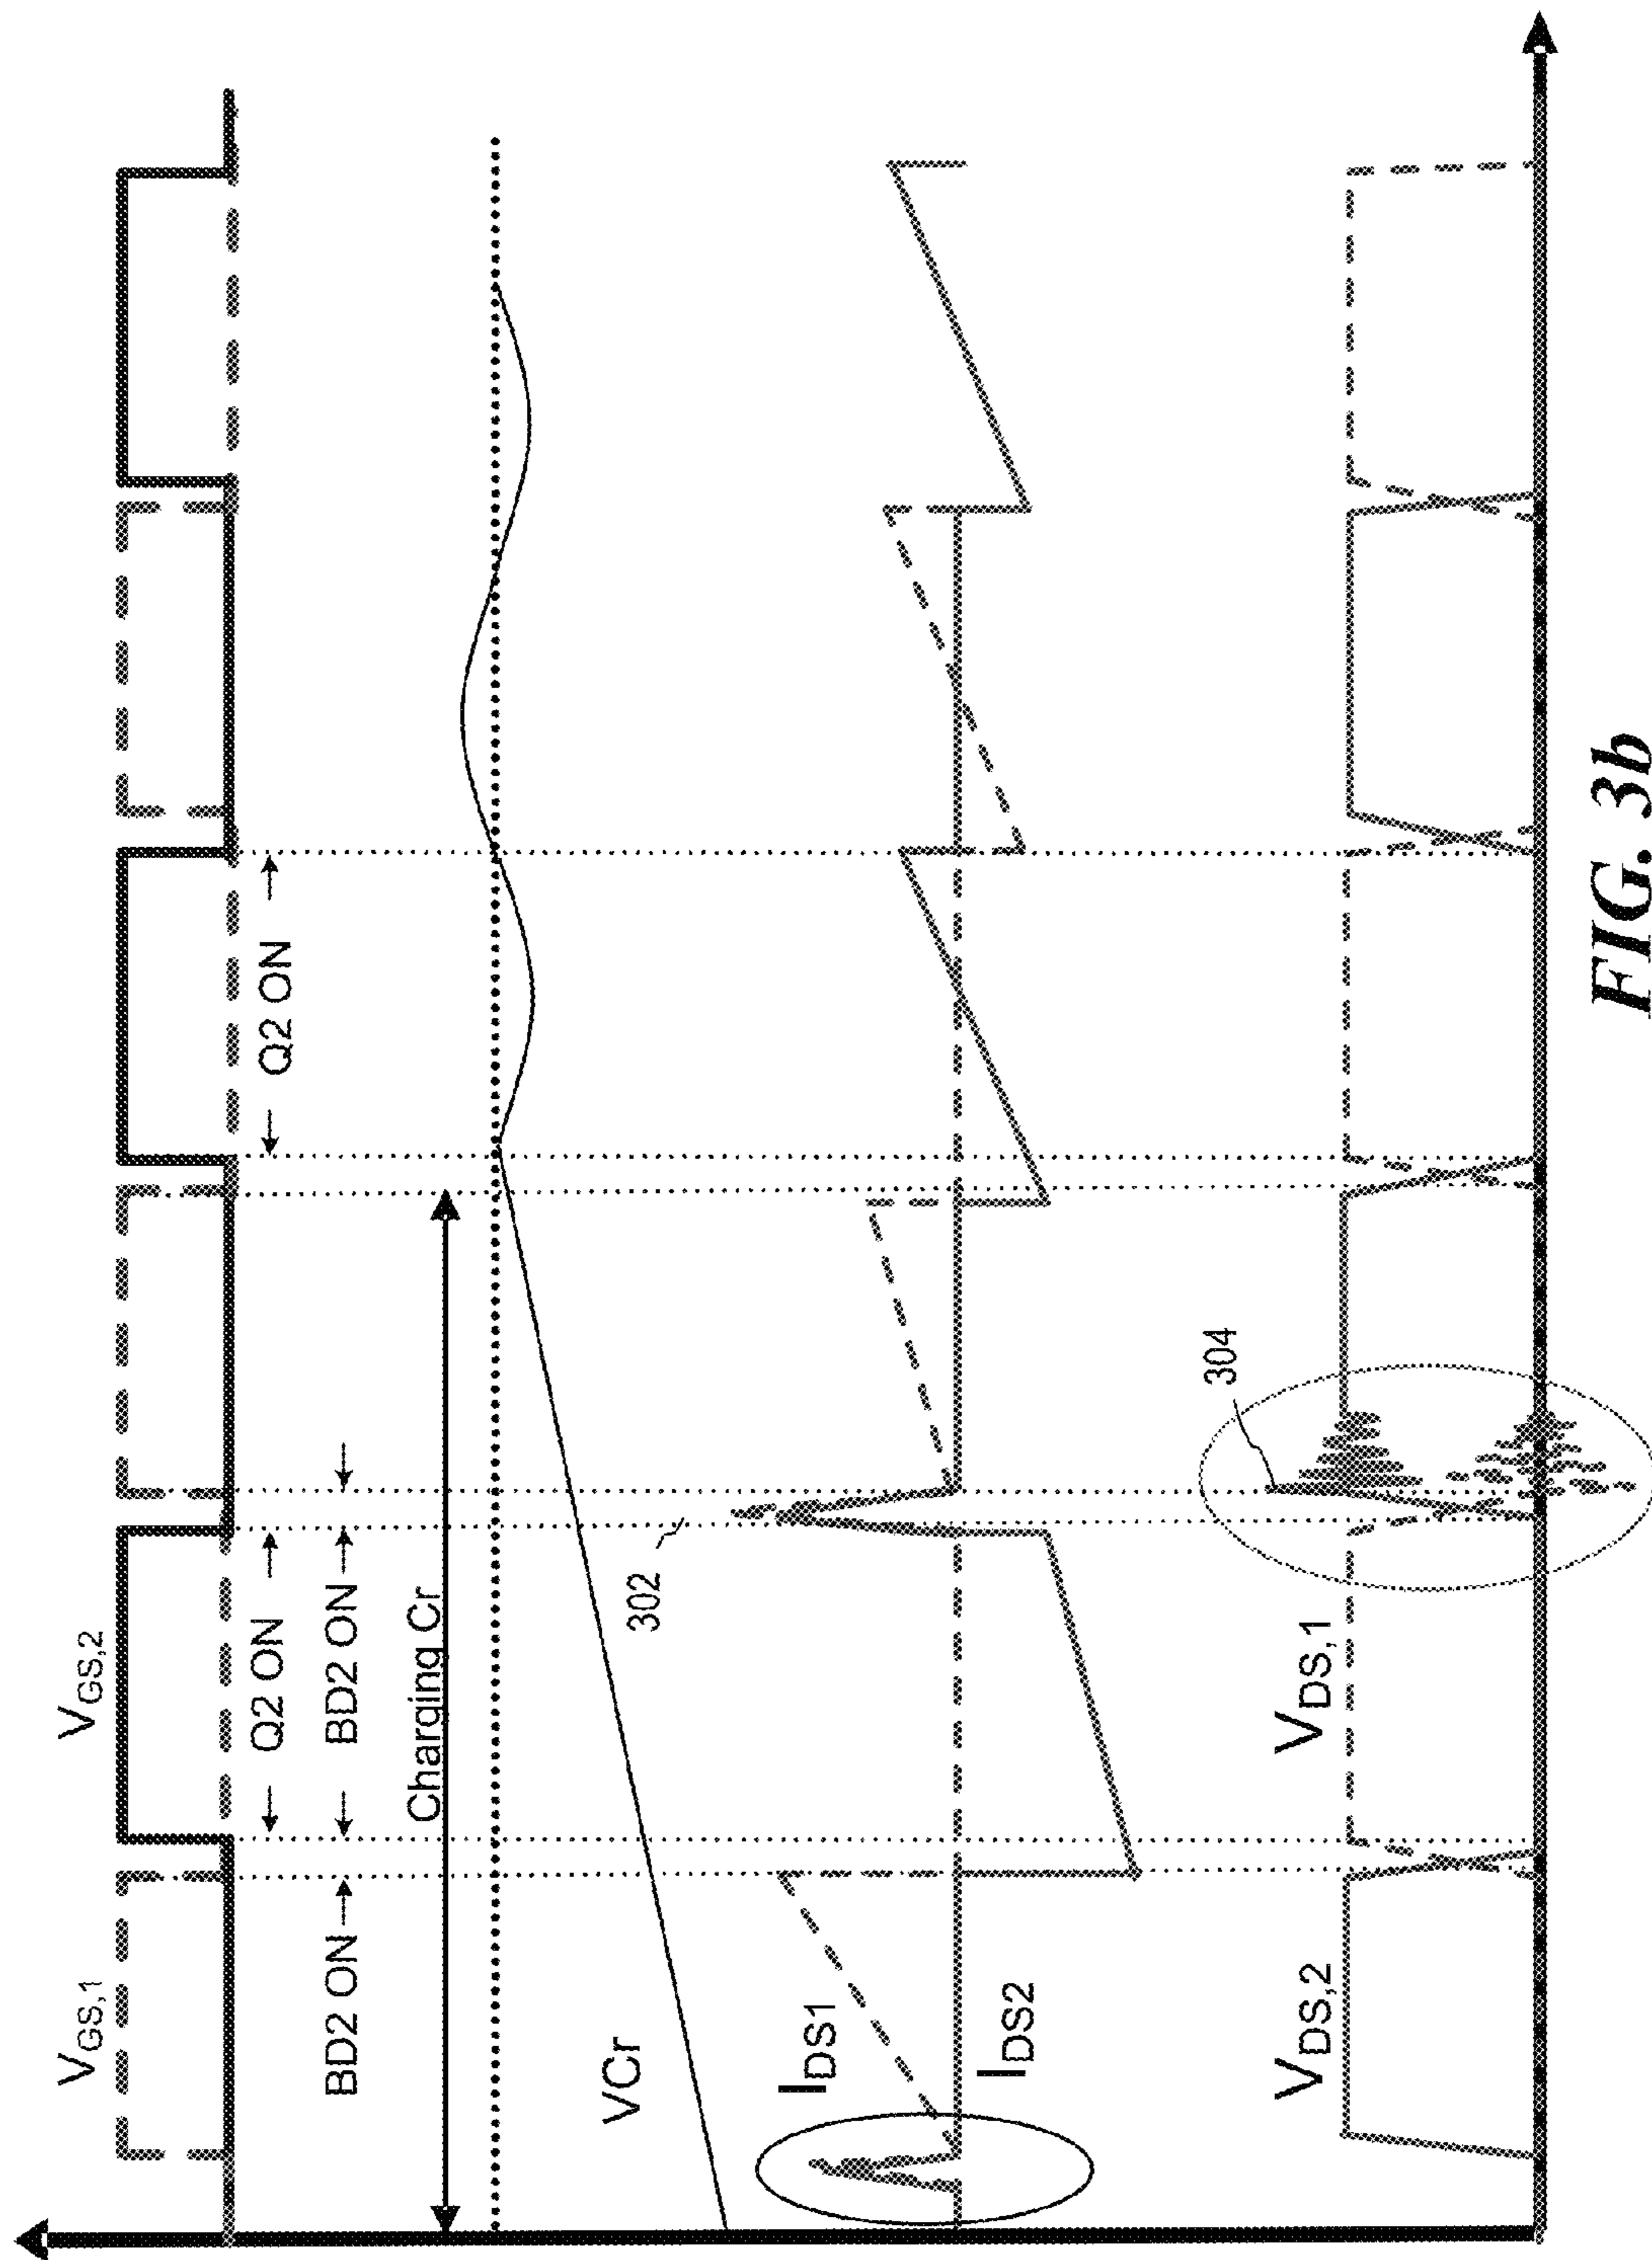 V_GS,1
V_GS,2
Q2 ON
Q2 ON
BD2 ON
BD2 ON
Charging Cr
VCr
302
I_DS1
I_DS2
304
V_DS,2
V_DS,1
FIG. 3b